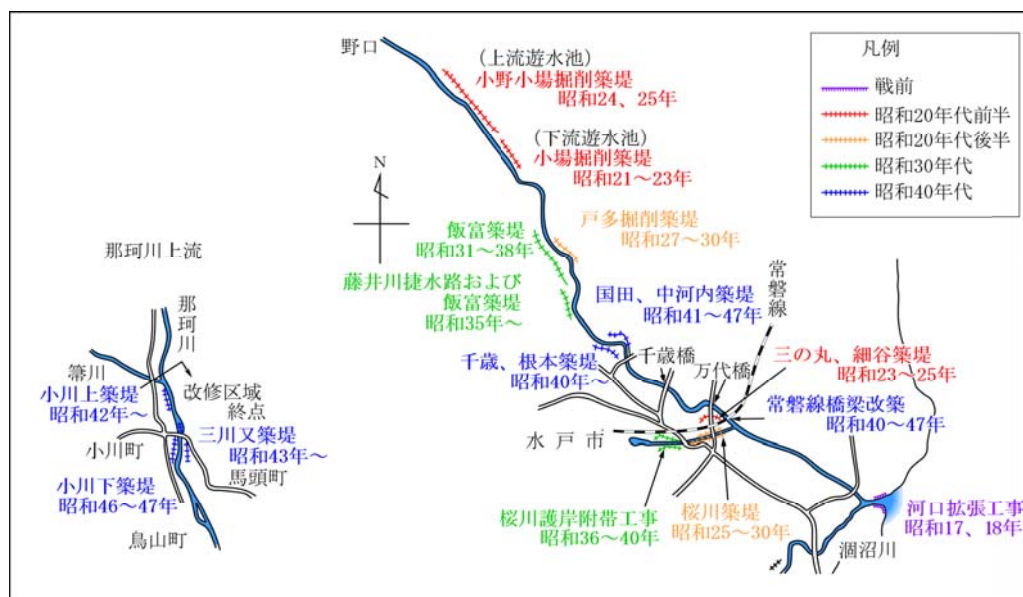 野口
（上流遊水池）
小野小場掘削築堤
昭和24、25年
（下流遊水池）
小場掘削築堤
昭和21～23年
凡例
戦前
昭和20年代前半
昭和20年代後半
昭和30年代
昭和40年代
N
飯富築堤
昭和31～38年
戸多掘削築堤
昭和27～30年
藤井川捷水路および
飯富築堤
昭和35年～
国田、中河内築堤
昭和41～47年
常磐線
千歳、根本築堤
昭和40年～
千歳橋
万代橋
三の丸、細谷築堤
昭和23～25年
常磐線橋梁改築
昭和40～47年
水戸市
桜川護岸附帯工事
昭和36～40年
桜川築堤
昭和25～30年
河口拡張工事
昭和17、18年
涸沼川
那珂川上流
那珂川
箒川
小川上築堤
昭和42年～
改修区域
終点
小川町
三川又築堤
昭和43年～
馬頭町
小川下築堤
昭和46～47年
烏山町